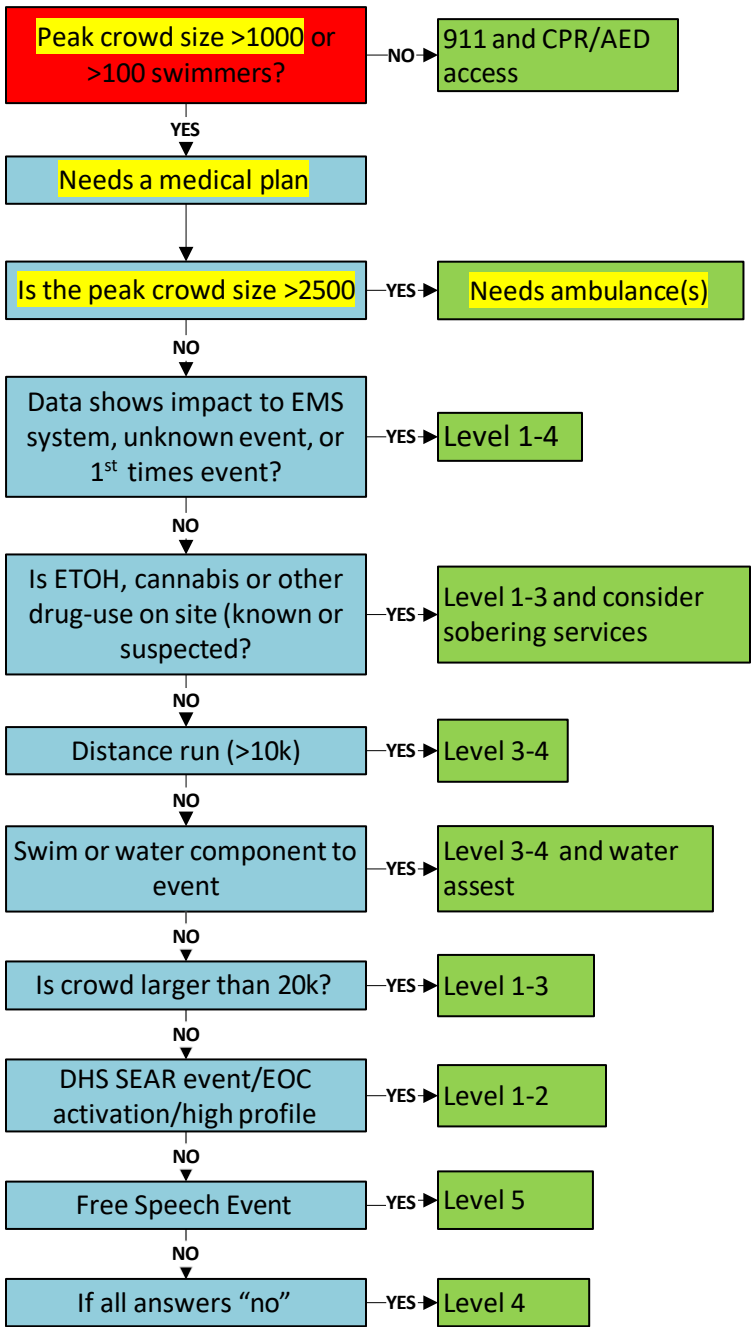 Peak crowd size >1000 or
>100 swimmers?
NO
911 and CPR/AED
access
YES
Needs a medical plan
Is the peak crowd size >2500
YES
Needs ambulance(s)
NO
Data shows impact to EMS
system, unknown event, or
1st times event?
YES
Level 1-4
NO
Is ETOH, cannabis or other
drug-use on site (known or
suspected?
YES
Level 1-3 and consider
sobering services
NO
Distance run (>10k)
YES
Level 3-4
NO
Swim or water component to
event
YES
Level 3-4 and water
assest
NO
Is crowd larger than 20k?
YES
Level 1-3
NO
DHS SEAR event/EOC
activation/high profile
YES
Level 1-2
NO
Free Speech Event
YES
Level 5
NO
If all answers “no”
YES
Level 4